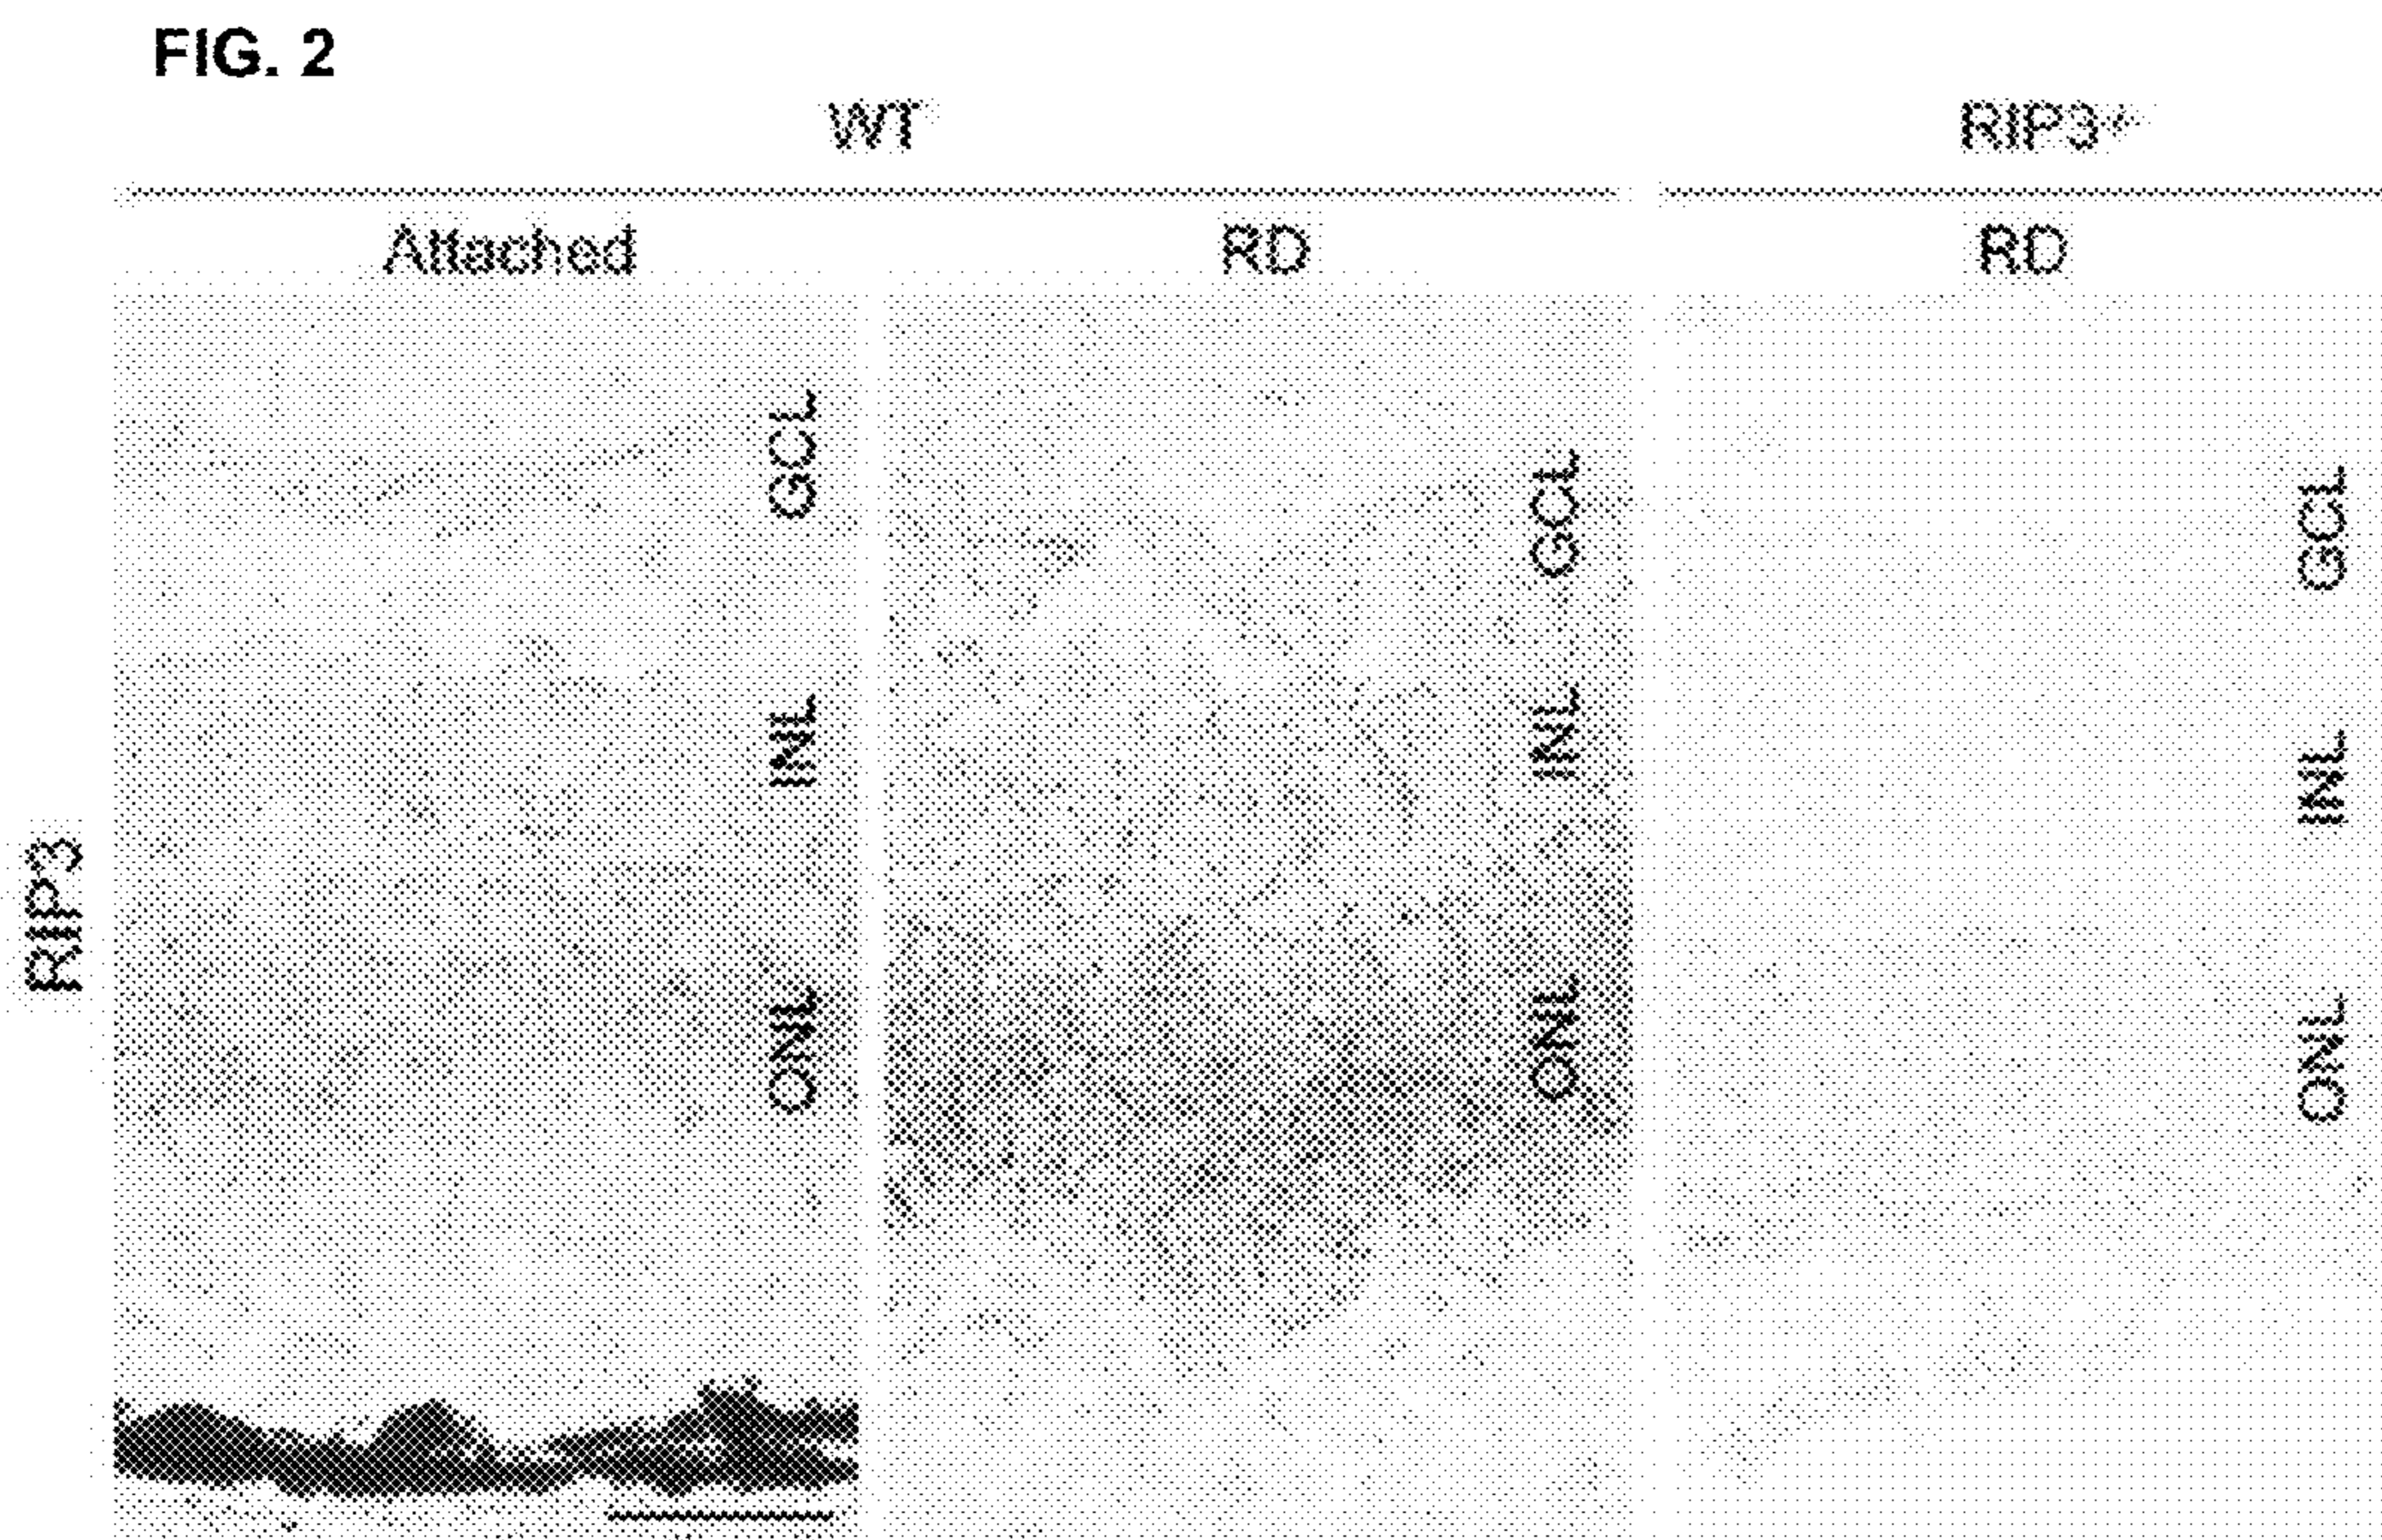 FIG. 2
WT
RIP3-/-
Attached
RD
RD
RIP3
GCL
INL
ONL
GCL
INL
ONL
GCL
INL
ONL